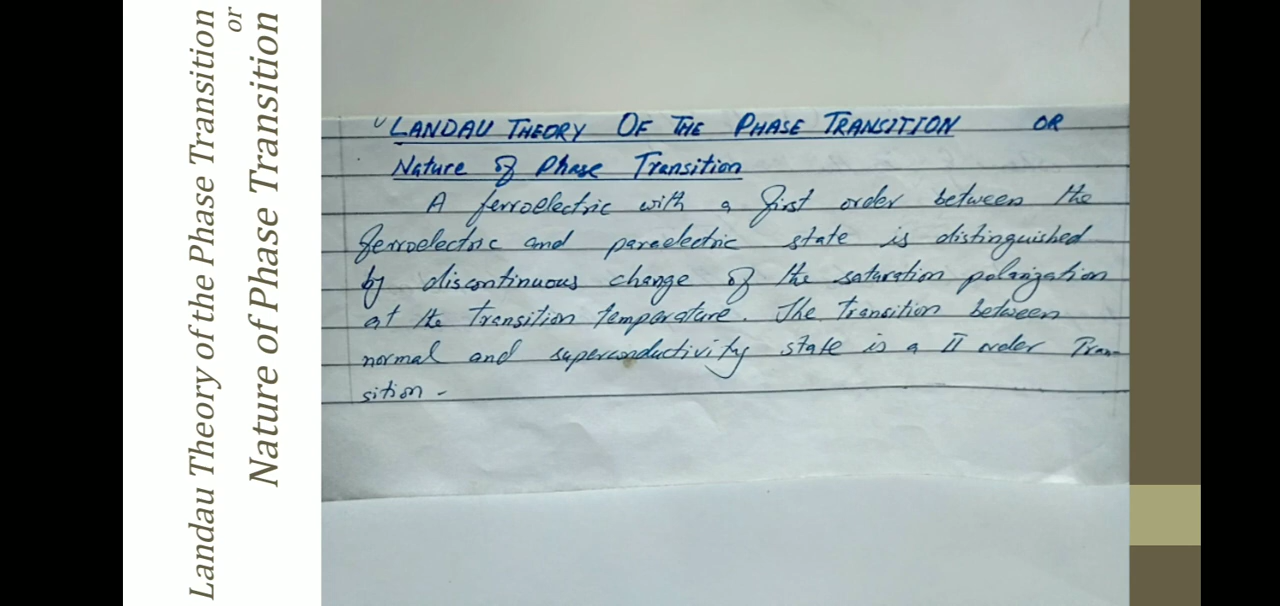 Landau Theory of the Phase Transition
or
Nature of Phase Transition
LANDAU THEORY OF THE PHASE TRANSITION OR
Nature of Phase Transition
A ferroelectric with a first order between the
ferroelectric and paraelectric state is distinguished
by discontinuous change of the saturation polarization
at the transition temperature. The transition between
normal and superconductivity state is a II order Tran-
sition -